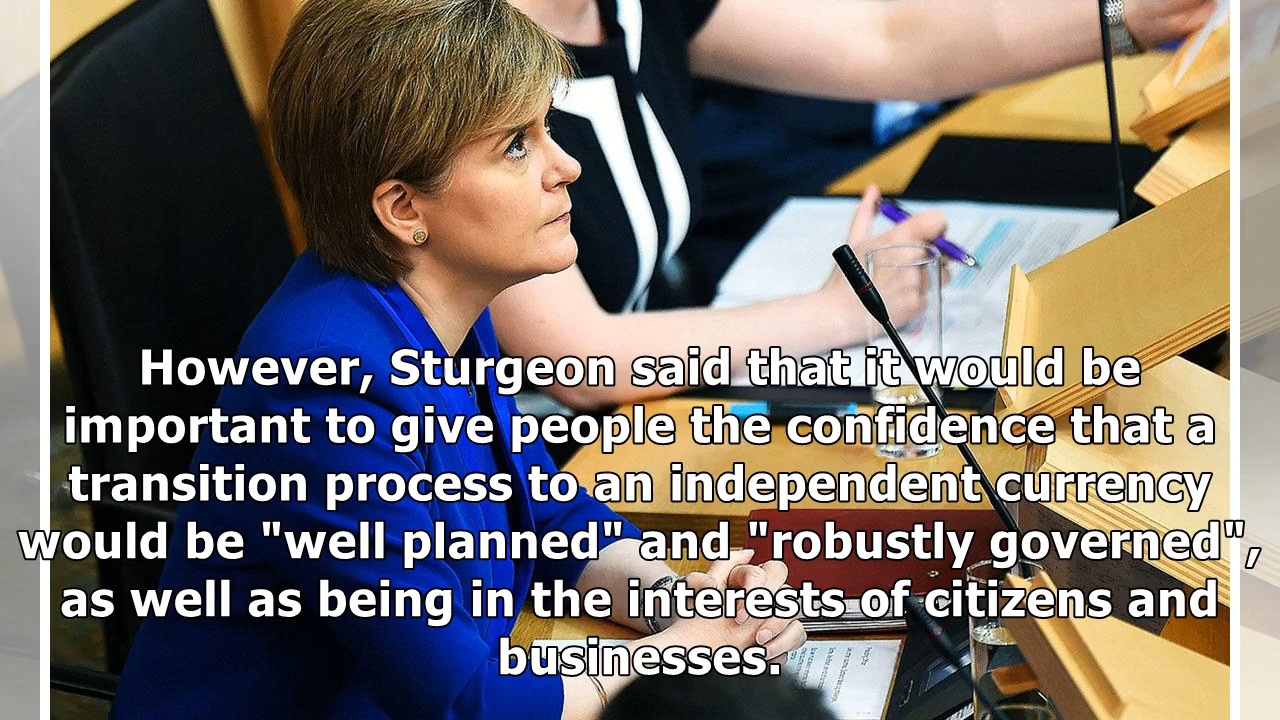 However, Sturgeon said that it would be
important to give people the confidence that a
transition process to an independent currency
would be "well planned" and "robustly governed",
as well as being in the interests of citizens and
businesses.